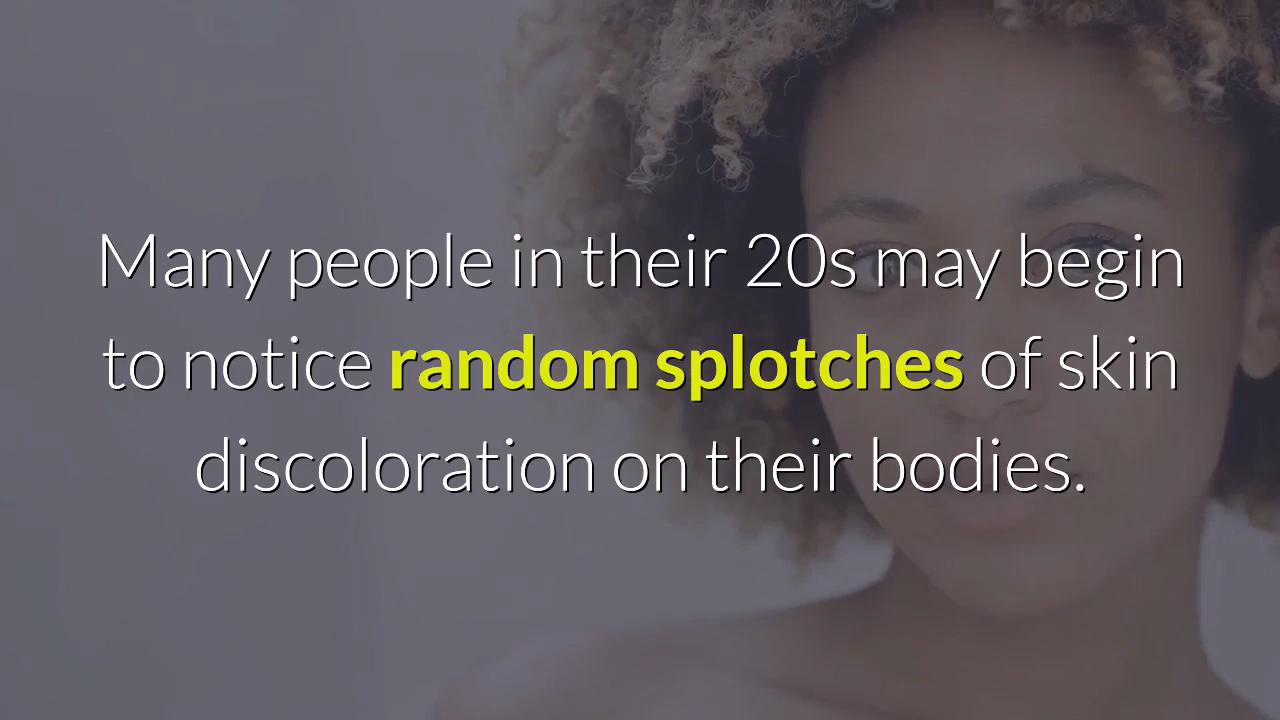 Many people in their 20s may begin
to notice random splotches of skin
discoloration on their bodies.